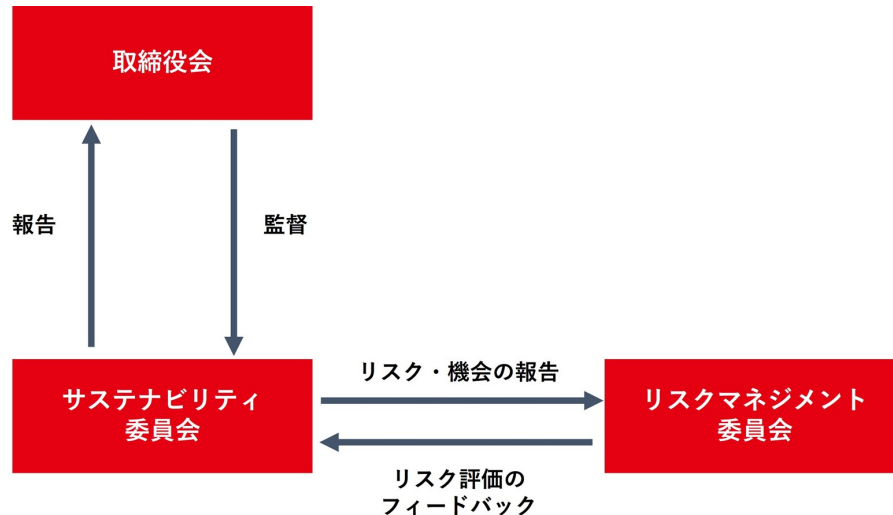 取締役会
報告
監督
サステナビリティ
委員会
リスク・機会の報告
リスクマネジメント
委員会
リスク評価の
フィードバック